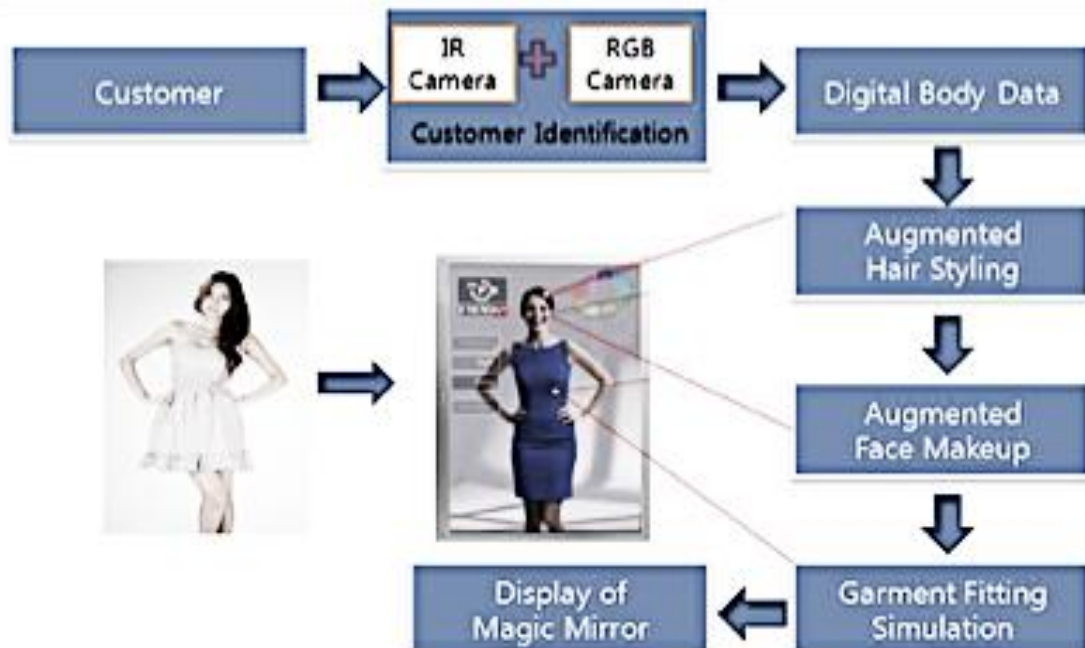 Customer
IR
Camera
RGB
Camera
Customer Identification
Digital Body Data
Augmented
Hair Styling
Augmented
Face Makeup
Garment Fitting
Simulation
Display of
Magic Mirror